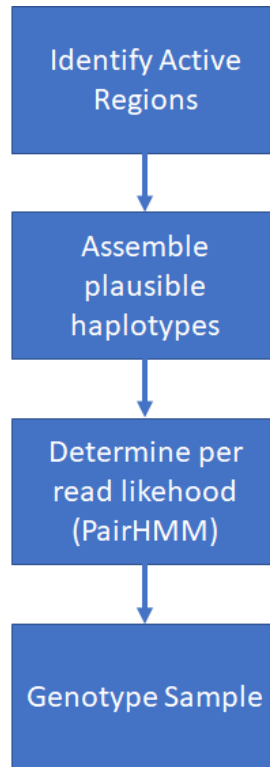 Identify Active
Regions
Assemble
plausible
haplotypes
Determine per
read likehood
(PairHMM)
Genotype Sample